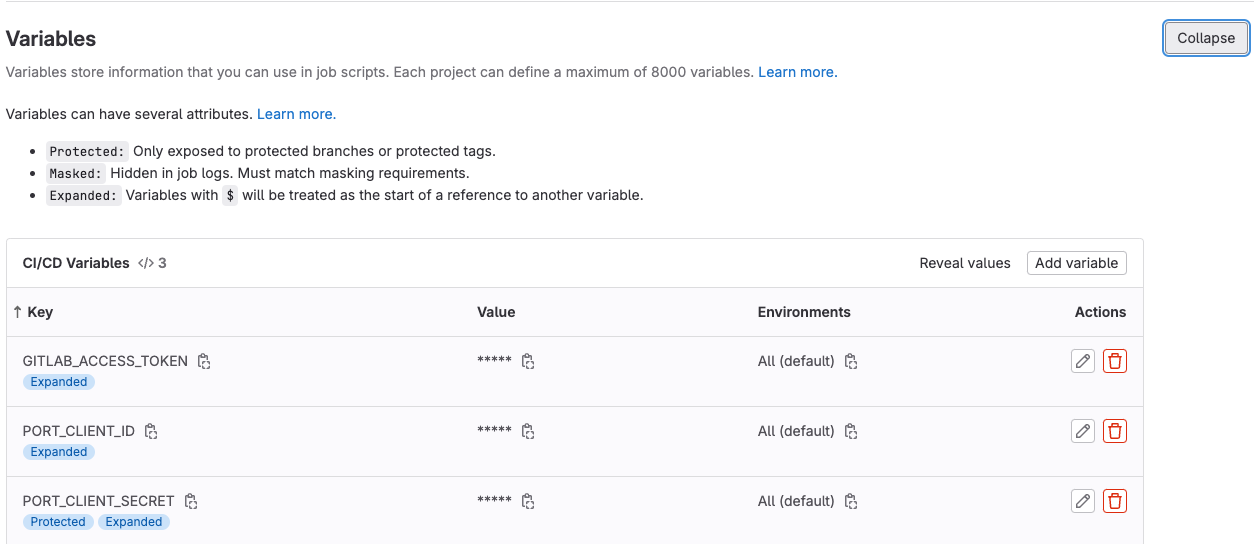 Variables
Collapse
Variables store information that you can use in job scripts. Each project can define a maximum of 8000 variables. Learn more.
Variables can have several attributes. Learn more.
Protected: Only exposed to protected branches or protected tags.
Masked: Hidden in job logs. Must match masking requirements.
Expanded: Variables with $ will be treated as the start of a reference to another variable.
CI/CD Variables </> 3 Reveal values Add variable
↑ Key Value Environments Actions
GITLAB_ACCESS_TOKEN ***** All (default)
Expanded
PORT_CLIENT_ID ***** All (default)
Expanded
PORT_CLIENT_SECRET ***** All (default)
Protected Expanded